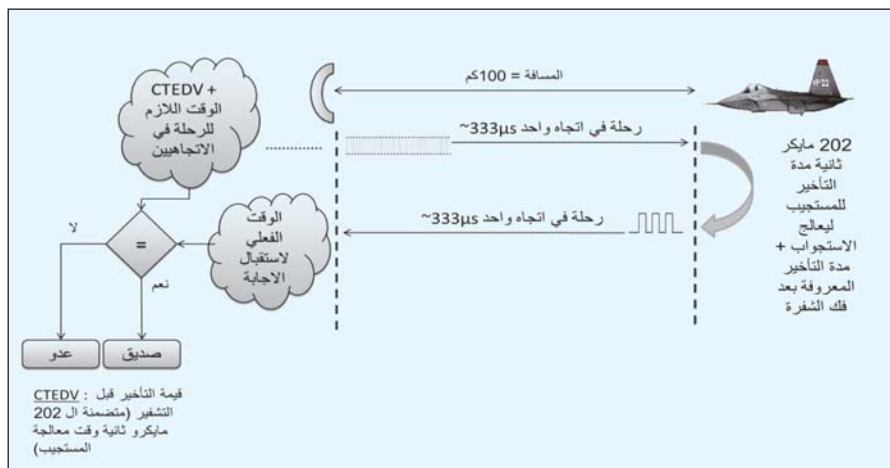 المسافة = 100كم
CTEDV +
الوقت اللازم
للرحلة في
الاتجاهين
رحلة في اتجاه واحد 333µs~
202 مايكر
ثانية مدة
التأخير
للمستجيب
ليعالج
الاستجواب +
مدة التأخير
المعروفة بعد
فك الشفرة
رحلة في اتجاه واحد 333µs~
الوقت
الفعلي
لاستقبال
الاجابة
=
لا
نعم
صديق
عدو
CTEDV : قيمة التأخير قبل
التشفير (متضمنة ال 202
مايكرو ثانية وقت معالجة
المستجيب)